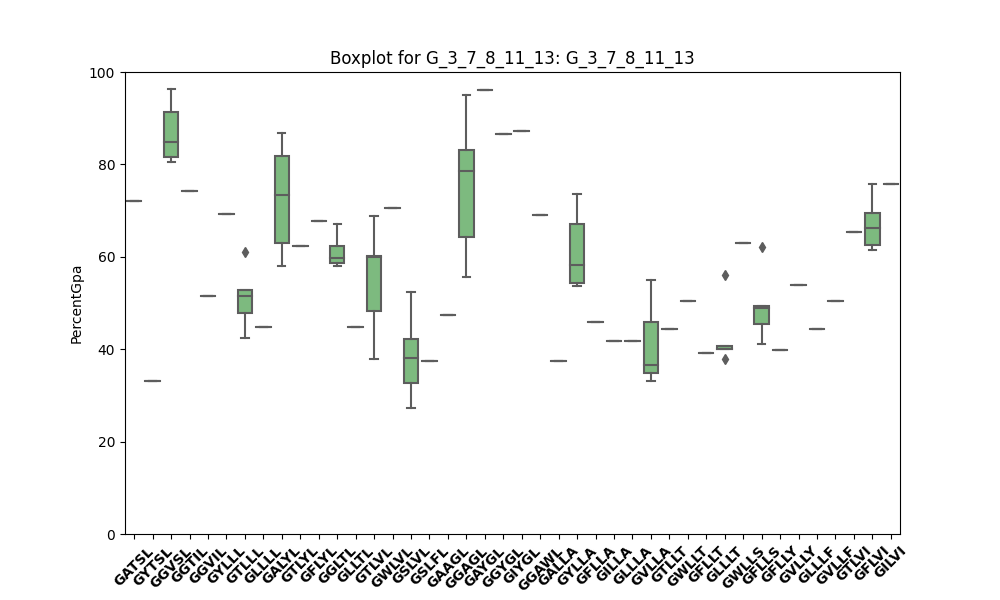 Boxplot for G_3_7_8_11_13: G_3_7_8_11_13
100
80
60
40
20
0
PercentGpa
GATSL
GYTSL
GGVSL
GGTIL
GGVIL
GYLLL
GTLLL
GLLLL
GALYL
GTLYL
GFLYL
GGLTL
GLLTL
GTLVL
GWLVL
GSLVL
GSLFL
GAAGL
GGAGL
GAYGL
GGYGL
GIYGL
GGAWL
GALLA
GYLLA
GFLLA
GILLA
GLLLA
GVLLA
GTLLT
GWLLT
GFLLT
GLLLT
GWLLS
GFLLS
GFLLY
GVLLY
GLLLF
GVLLF
GTLVI
GFLVI
GILVI